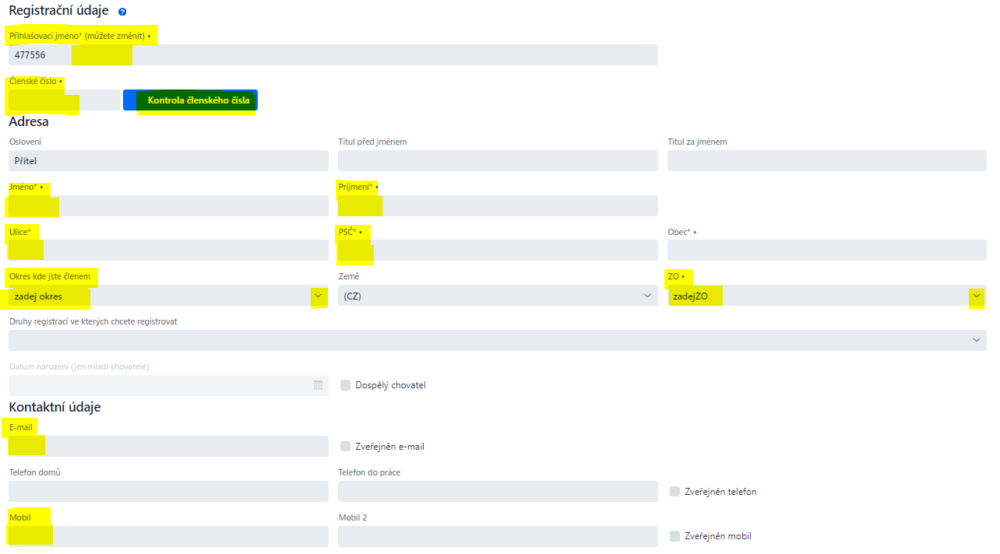 Registrační údaje ?
Přihlašovací jméno* (můžete změnit) •
477556
Členské číslo •
Kontrola členského čísla
Adresa
Oslovení Titul před jménem Titul za jménem
Přítel
Jméno* • Príjmení* •
Ulice* PSČ* • Obec* •
Okres kde jste členem Země ZO •
zadej okres (CZ) zadejZO
Druhy registrací ve kterých chcete registrovat
Datum narození (jen mladí chovatelé)
Dospělý chovatel
Kontaktní údaje
E-mail
Zveřejněn e-mail
Telefon domů Telefon do práce
Zveřejněn telefon
Mobil Mobil 2
Zveřejněn mobil